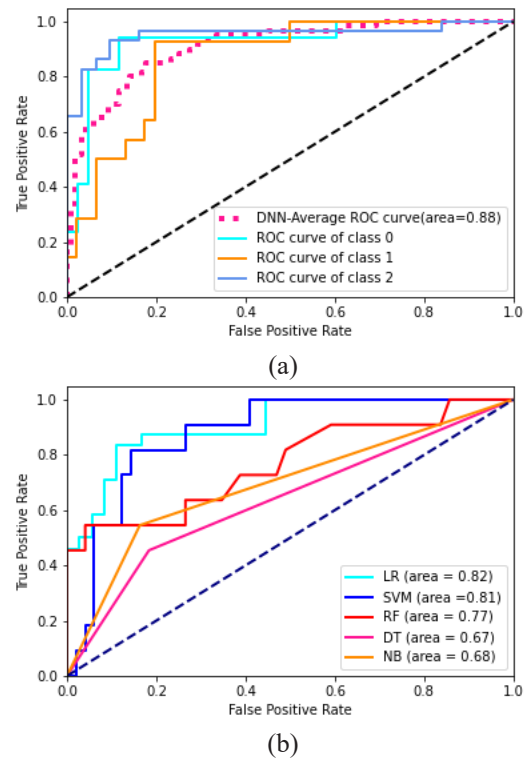 1.0
0.8
0.6
0.4
0.2
0.0
True Positive Rate
DNN-Average ROC curve(area=0.88)
ROC curve of class 0
ROC curve of class 1
ROC curve of class 2
0.0 0.2 0.4 0.6 0.8 1.0
False Positive Rate
(a)
1.0
0.8
0.6
0.4
0.2
0.0
True Positive Rate
LR (area = 0.82)
SVM (area =0.81)
RF (area = 0.77)
DT (area = 0.67)
NB (area = 0.68)
0.0 0.2 0.4 0.6 0.8 1.0
False Positive Rate
(b)